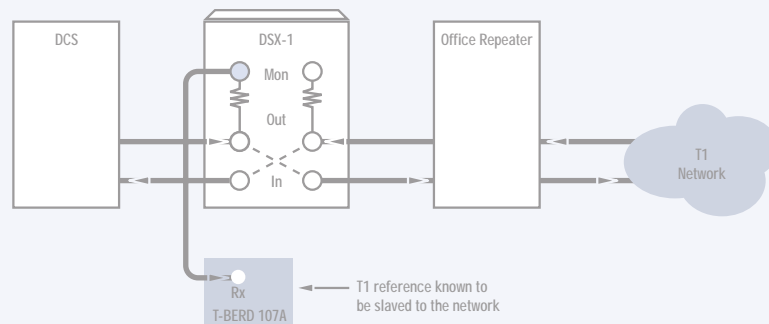 DCS
DSX-1
Office Repeater
Mon
Out
In
T1
Network
Rx
T-BERD 107A
T1 reference known to
be slaved to the network